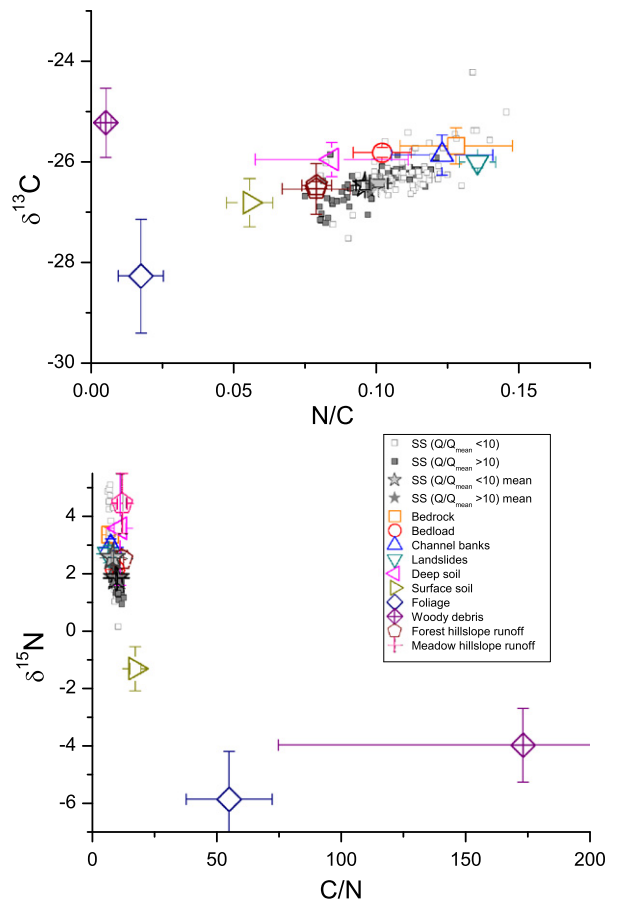 -24
-26
-28
-30
δ13C
0.00
0.05
0.10
0.15
N/C
SS (Q/Qmean <10)
SS (Q/Qmean >10)
SS (Q/Qmean <10) mean
SS (Q/Qmean >10) mean
Bedrock
Bedload
Channel banks
Landslides
Deep soil
Surface soil
Foliage
Woody debris
Forest hillslope runoff
Meadow hillslope runoff
4
2
0
-2
-4
-6
δ15N
0
50
100
150
200
C/N